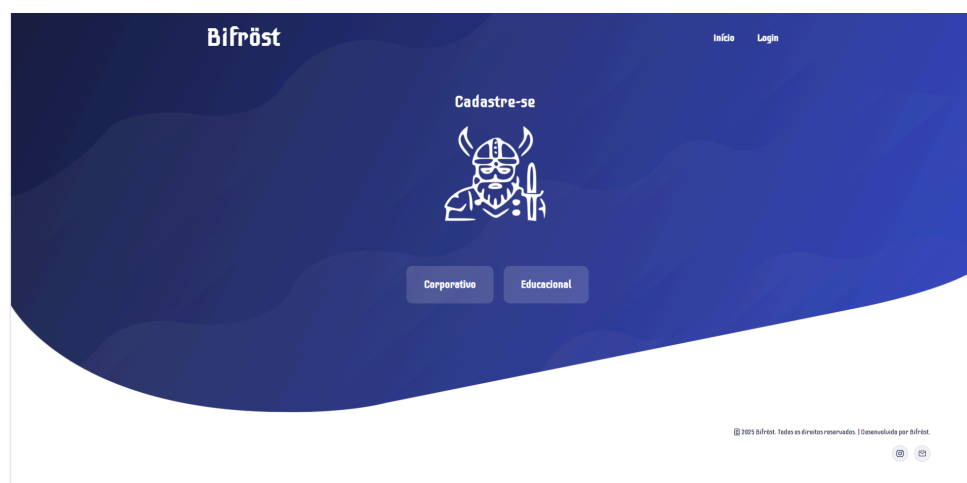 Bifröst
Início Login
Cadastre-se
Corporativo Educacional
© 2025 Bifröst. Todos os direitos reservados. | Desenvolvido por Bifröst.